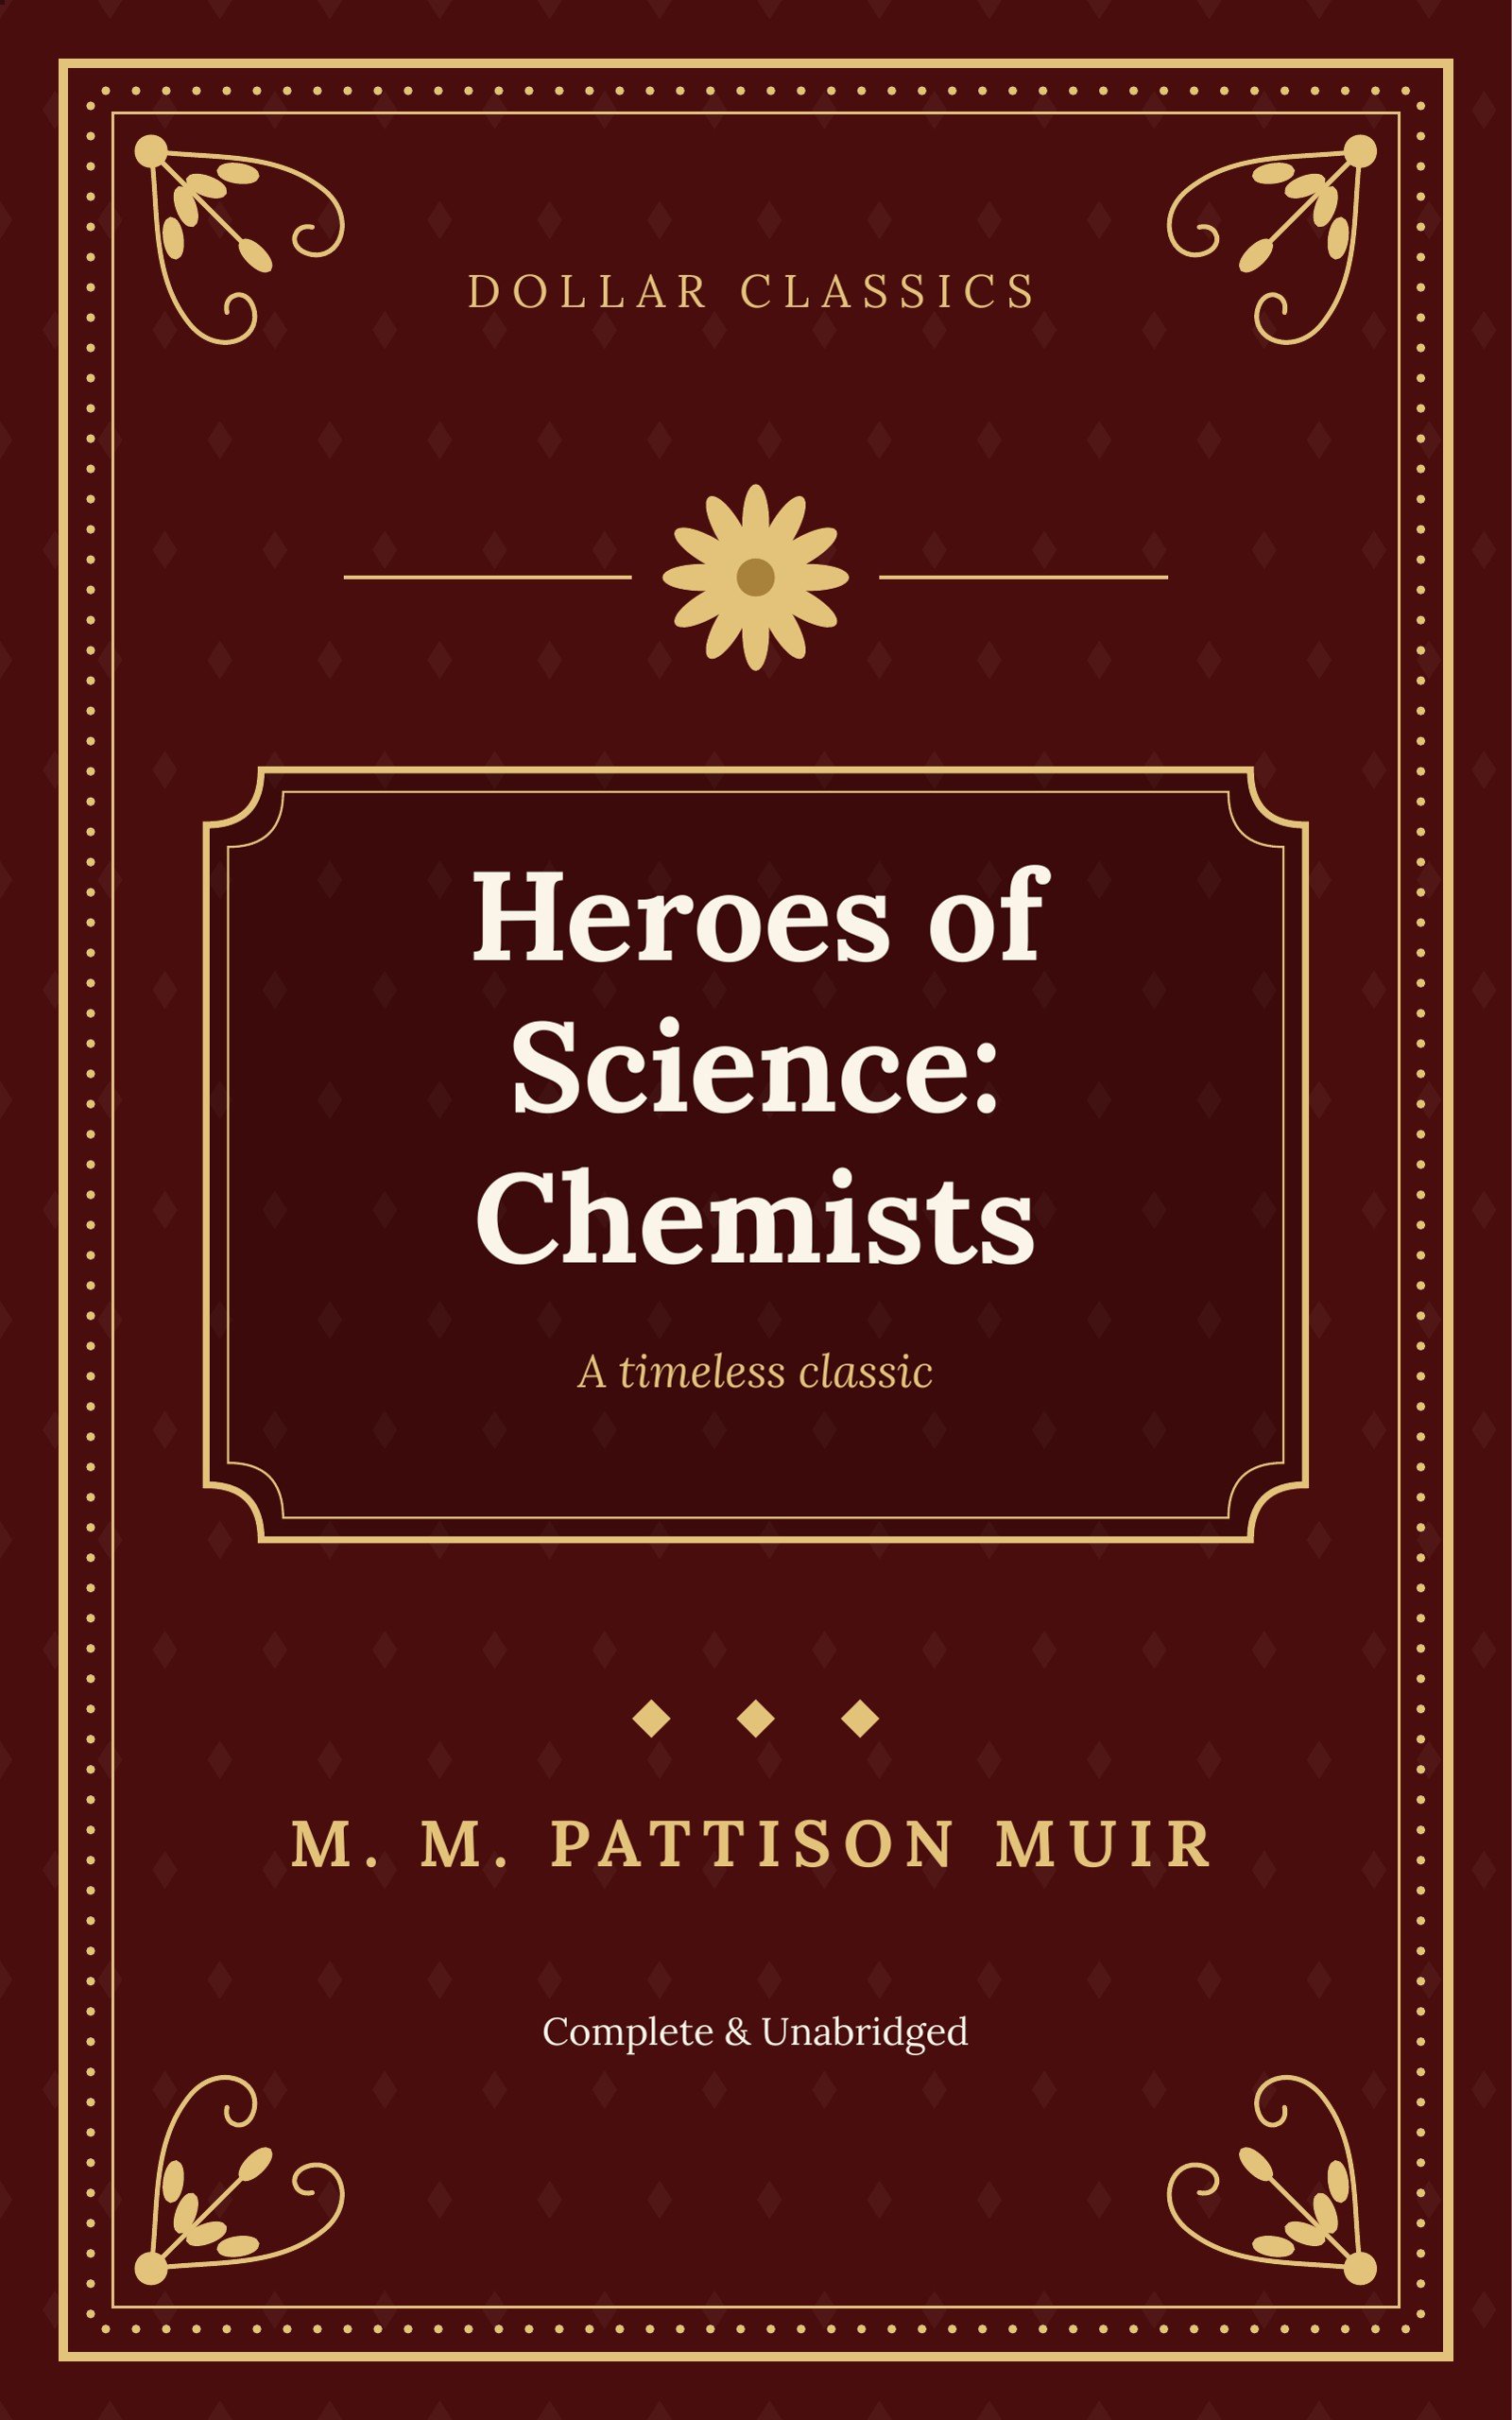 DOLLAR CLASSICS
Heroes of
Science:
Chemists
A timeless classic
M. M. PATTISON MUIR
Complete & Unabridged